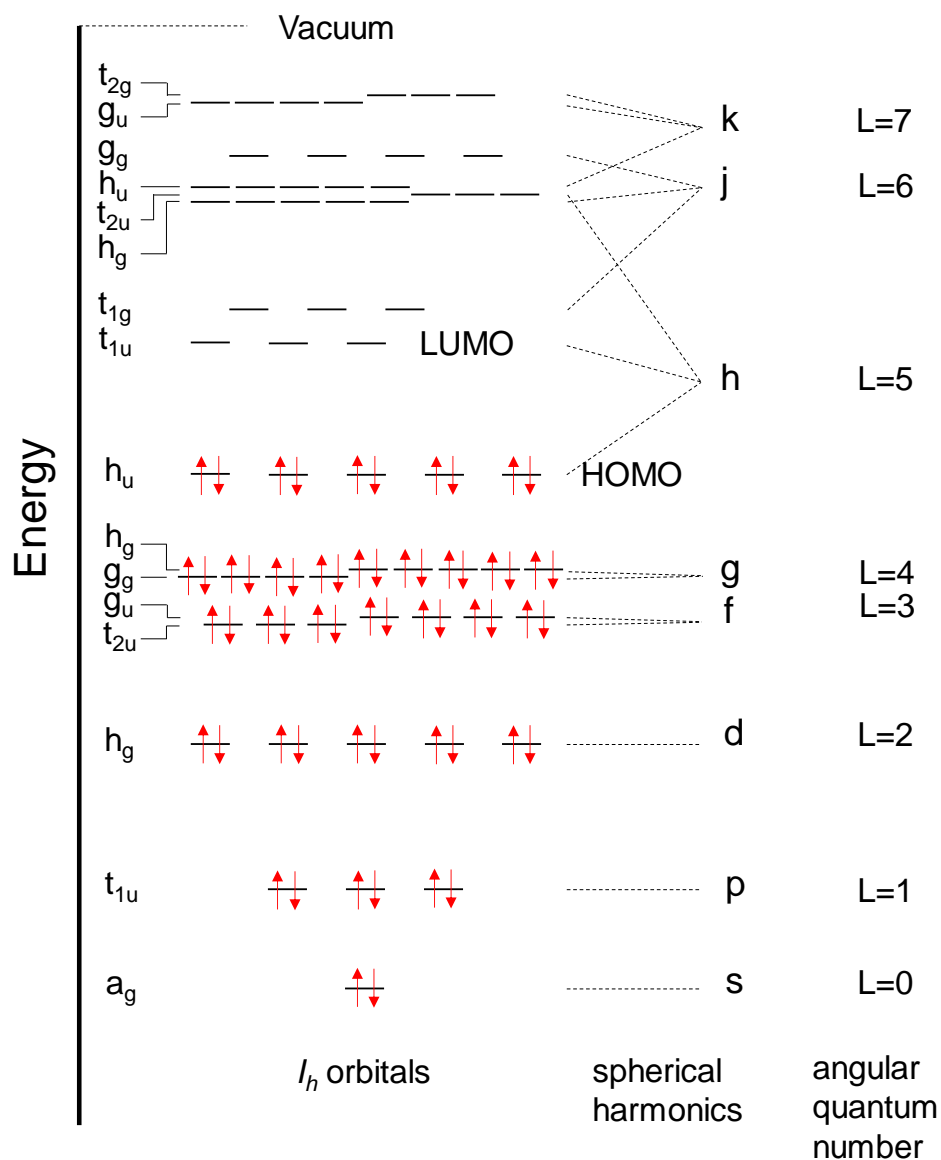 Vacuum
t2g
gu
gg
hu
t2u
hg
t1g
t1u
LUMO
hu
HOMO
hg
gg
gu
t2u
hg
t1u
ag
k
j
h
g
f
d
p
s
L=7
L=6
L=5
L=4
L=3
L=2
L=1
L=0
Energy
Ih orbitals
spherical
harmonics
angular
quantum
number